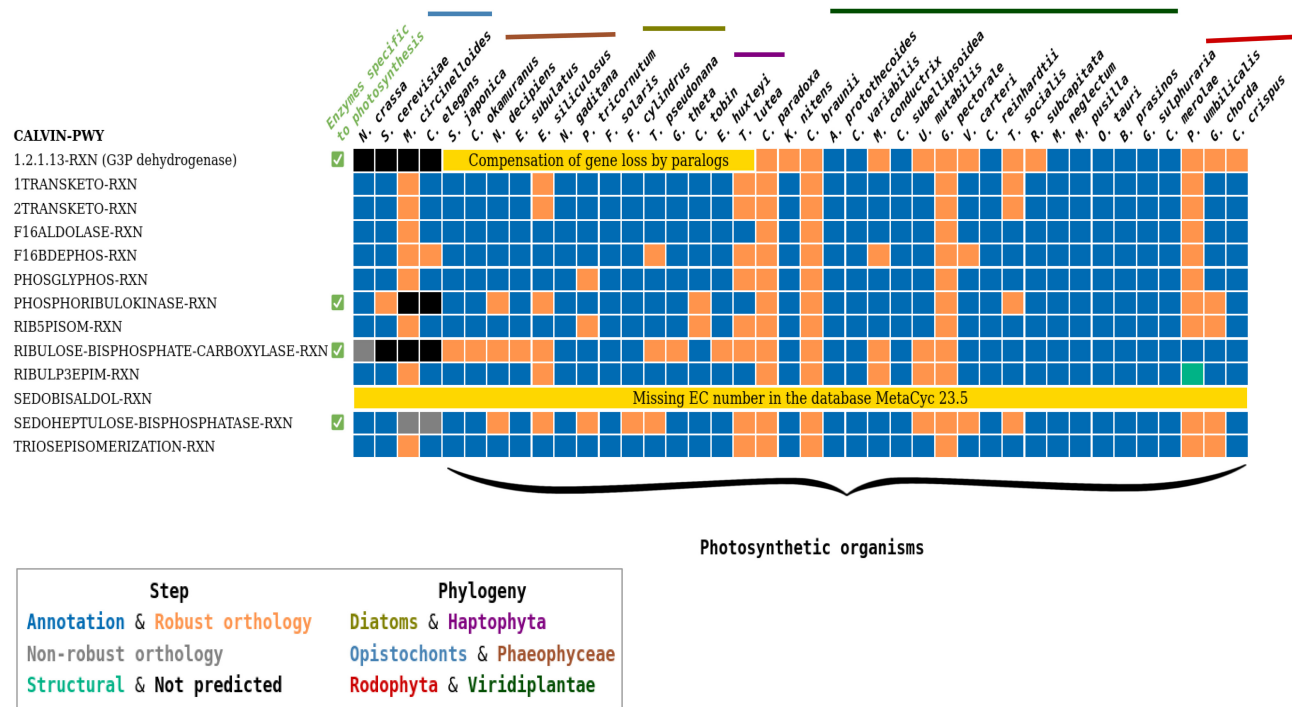 Enzymes specific
to photosynthesis
N. crassa
S. cerevisiae
M. circinelloides
C. elegans
S. japonica
C. okamuranus
N. decipiens
E. subulatus
E. siliculosus
N. gaditana
P. tricornutum
F. solaris
F. cylindrus
T. pseudonana
G. theta
C. tobin
E. huxleyi
T. lutea
C. paradoxa
K. nitens
C. braunii
A. protothecoides
C. variabilis
M. conductrix
C. subellipsoidea
U. mutabilis
G. pectorale
V. carteri
C. reinhardtii
T. socialis
R. subcapitata
M. neglectum
M. pusilla
O. tauri
B. prasinos
G. sulphuraria
C. merolae
P. umbilicalis
G. chorda
C. crispus
CALVIN-PWY
1.2.1.13-RXN (G3P dehydrogenase)
Compensation of gene loss by paralogs
1TRANSKETO-RXN
2TRANSKETO-RXN
F16ALDOLASE-RXN
F16BDEPHOS-RXN
PHOSGLYPHOS-RXN
PHOSPHORIBULOKINASE-RXN
RIB5PISOM-RXN
RIBULOSE-BISPHOSPHATE-CARBOXYLASE-RXN
RIBULP3EPIM-RXN
SEDOBISALDOL-RXN
Missing EC number in the database MetaCyc 23.5
SEDOHEPTULOSE-BISPHOSPHATASE-RXN
TRIOSEPISOMERIZATION-RXN
Photosynthetic organisms
Step
Annotation & Robust orthology
Non-robust orthology
Structural & Not predicted
Phylogeny
Diatoms & Haptophyta
Opistochonts & Phaeophyceae
Rodophyta & Viridiplantae